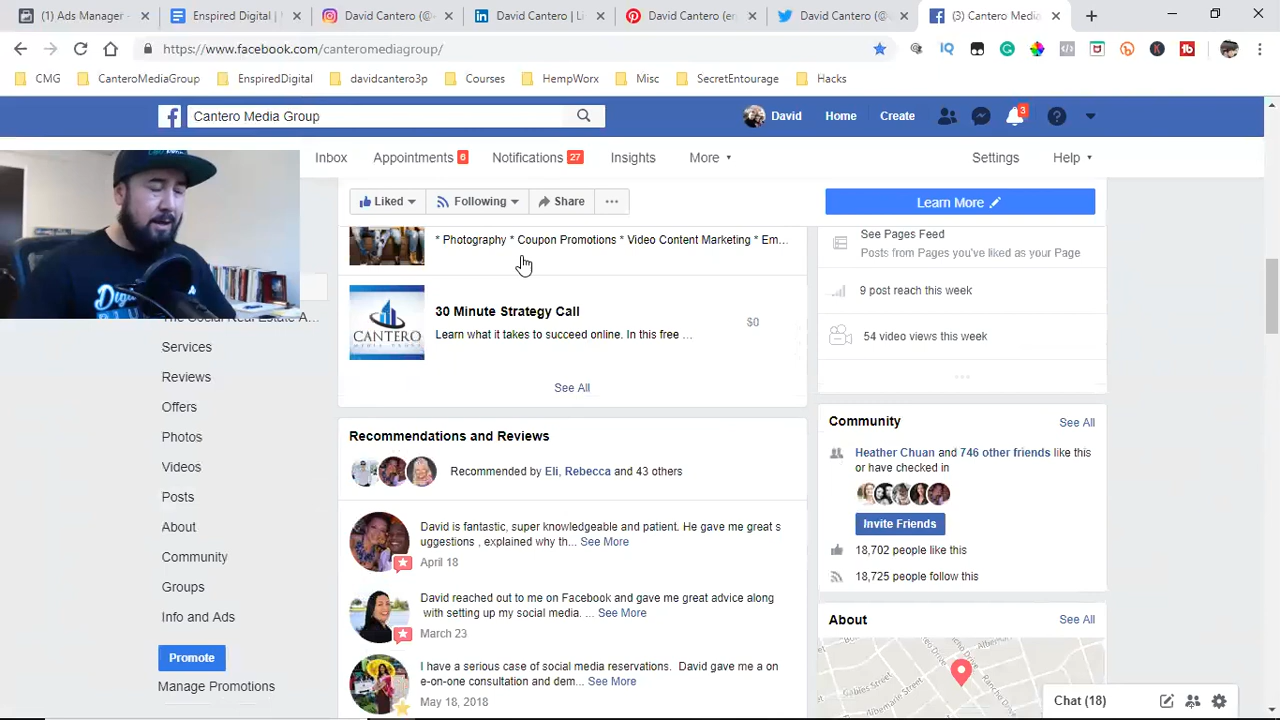 (1) Ads Manager -
Enspired Digital |
David Cantero (@
David Cantero | Li
David Cantero (e
David Cantero (@
(3) Cantero Media
https://www.facebook.com/canteromediagroup/
CMG
CanteroMediaGroup
EnspiredDigital
davidcantero3p
Courses
HempWorx
Misc
SecretEntourage
Hacks
Cantero Media Group
David
Home
Create
3
Inbox
Appointments 6
Notifications 27
Insights
More
Settings
Help
Liked
Following
Share
...
Learn More
* Photography * Coupon Promotions * Video Content Marketing * Em...
30 Minute Strategy Call
Learn what it takes to succeed online. In this free ...
$0
CANTERO
See All
See Pages Feed
Posts from Pages you've liked as your Page
9 post reach this week
54 video views this week
...
The Social Real Estate A...
Services
Reviews
Offers
Photos
Videos
Posts
About
Community
Groups
Info and Ads
Promote
Manage Promotions
Recommendations and Reviews
Recommended by Eli, Rebecca and 43 others
David is fantastic, super knowledgeable and patient. He gave me great s
uggestions , explained why th... See More
April 18
David reached out to me on Facebook and gave me great advice along
with setting up my social media. ... See More
March 23
I have a serious case of social media reservations. David gave me a on
e-on-one consultation and dem... See More
May 18, 2018
Community
See All
Heather Chuan and 746 other friends like this
or have checked in
Invite Friends
18,702 people like this
18,725 people follow this
About
See All
Chat (18)